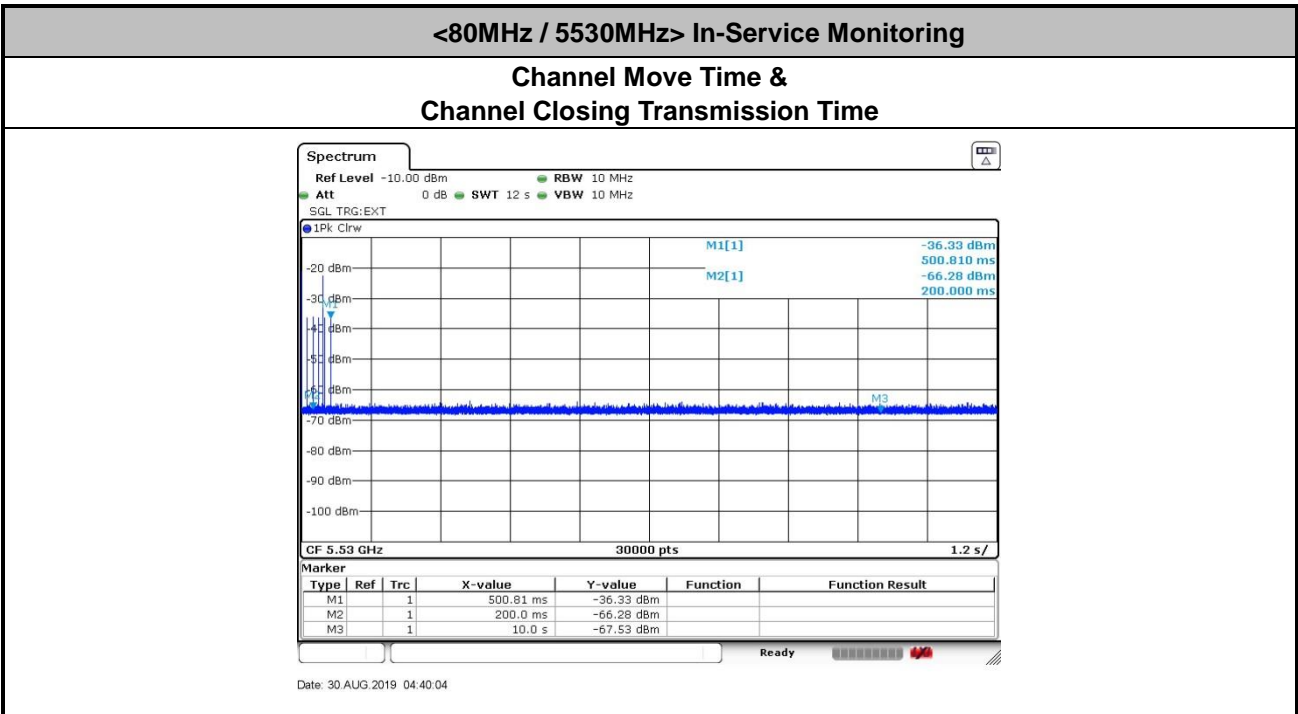 <80MHz / 5530MHz> In-Service Monitoring
Channel Move Time &
Channel Closing Transmission Time
Spectrum
Ref Level -10.00 dBm RBW 10 MHz
Att 0 dB SWT 12 s VBW 10 MHz
SGL TRG:EXT
1Pk Clrw
M1[1] -36.33 dBm
500.810 ms
-20 dBm
M2[1] -66.28 dBm
200.000 ms
-30 dBm
M1
-40 dBm
-50 dBm
-60 dBm
M2
M3
-70 dBm
-80 dBm
-90 dBm
-100 dBm
CF 5.53 GHz 30000 pts 1.2 s/
Marker
Type Ref Trc X-value Y-value Function Function Result
M1 1 500.81 ms -36.33 dBm
M2 1 200.0 ms -66.28 dBm
M3 1 10.0 s -67.53 dBm
Ready
Date: 30.AUG.2019 04:40:04